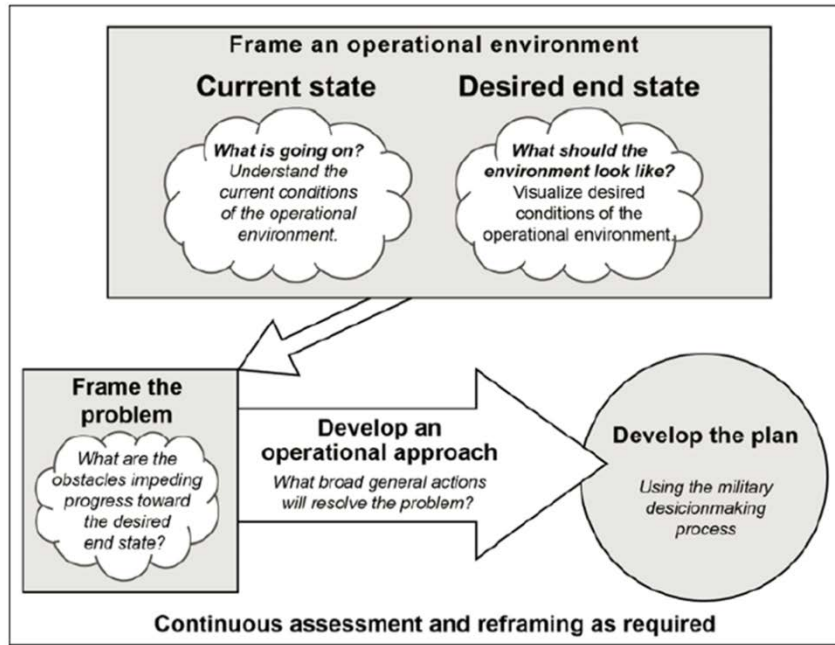 Frame an operational environment
Current state
What is going on?
Understand the
current conditions
of the operational
environment.
Desired end state
What should the
environment look like?
Visualize desired
conditions of the
operational environment.
Frame the
problem
What are the
obstacles impeding
progress toward
the desired
end state?
Develop an
operational approach
What broad general actions
will resolve the problem?
Develop the plan
Using the military
desicionmaking
process
Continuous assessment and reframing as required